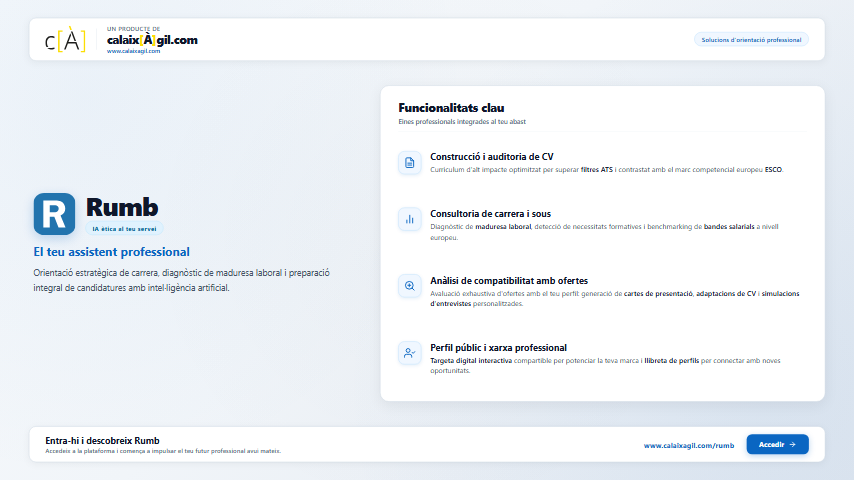 C[À]
UN PRODUCTE DE
calaix[À]gil.com
www.calaixagil.com
Solucions d'orientació professional
R
Rumb
IA ètica al teu servei
El teu assistent professional
Orientació estratègica de carrera, diagnòstic de maduresa laboral i preparació
integral de candidatures amb intel·ligència artificial.
Funcionalitats clau
Eines professionals integrades al teu abast
Construcció i auditoria de CV
Currículum d'alt impacte optimitzat per superar filtres ATS i contrastat amb el marc competencial europeu ESCO.
Consultoria de carrera i sous
Diagnòstic de maduresa laboral, detecció de necessitats formatives i benchmarking de bandes salarials a nivell
europeu.
Anàlisi de compatibilitat amb ofertes
Avaluació exhaustiva d'ofertes amb el teu perfil: generació de cartes de presentació, adaptacions de CV i simulacions
d'entrevistes personalitzades.
Perfil públic i xarxa professional
Targeta digital interactiva compartible per potenciar la teva marca i llibreta de perfils per connectar amb noves
oportunitats.
Entra-hi i descobreix Rumb
Accedeix a la plataforma i comença a impulsar el teu futur professional avui mateix.
www.calaixagil.com/rumb
Accedir →